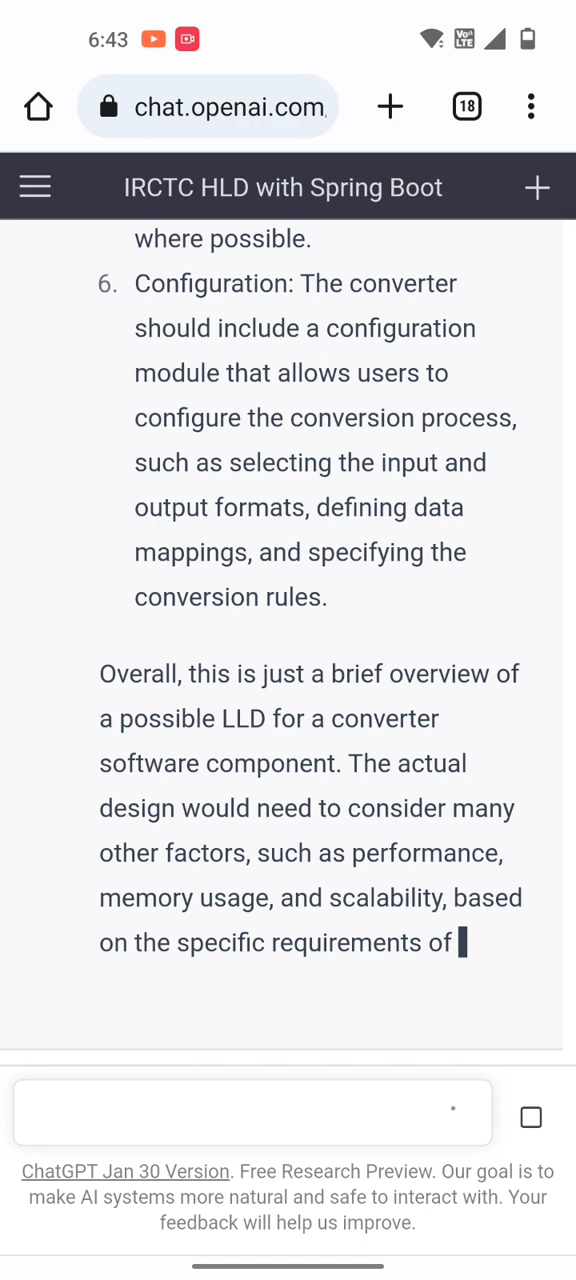 6:43
Vo))
LTE
chat.openai.com
18
IRCTC HLD with Spring Boot
where possible.
6. Configuration: The converter
should include a configuration
module that allows users to
configure the conversion process,
such as selecting the input and
output formats, defining data
mappings, and specifying the
conversion rules.
Overall, this is just a brief overview of
a possible LLD for a converter
software component. The actual
design would need to consider many
other factors, such as performance,
memory usage, and scalability, based
on the specific requirements of
ChatGPT Jan 30 Version. Free Research Preview. Our goal is to
make AI systems more natural and safe to interact with. Your
feedback will help us improve.